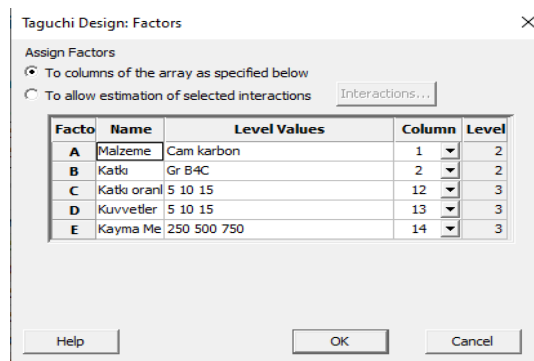 Taguchi Design: Factors
Assign Factors
To columns of the array as specified below
To allow estimation of selected interactions Interactions...
Facto Name Level Values Column Level
A Malzeme Cam karbon 1 2
B Katkı Gr B4C 2 2
C Katkı oranl 5 10 15 12 3
D Kuvvetler 5 10 15 13 3
E Kayma Me 250 500 750 14 3
Help OK Cancel